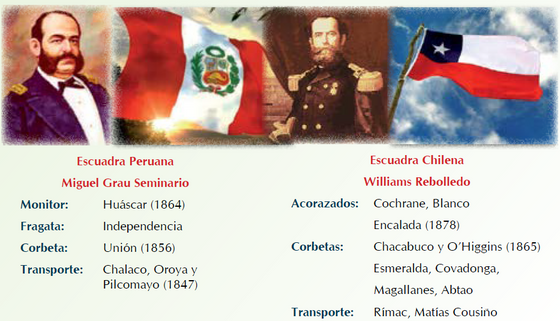 Escuadra Peruana
Miguel Grau Seminario
Monitor: Huáscar (1864)
Fragata: Independencia
Corbeta: Unión (1856)
Transporte: Chalaco, Oroya y
Pilcomayo (1847)
Escuadra Chilena
Williams Rebolledo
Acorazados: Cochrane, Blanco
Encalada (1878)
Corbetas: Chacabuco y O’Higgins (1865)
Esmeralda, Covadonga,
Magallanes, Abtao
Transporte: Rímac, Matías Cousiño